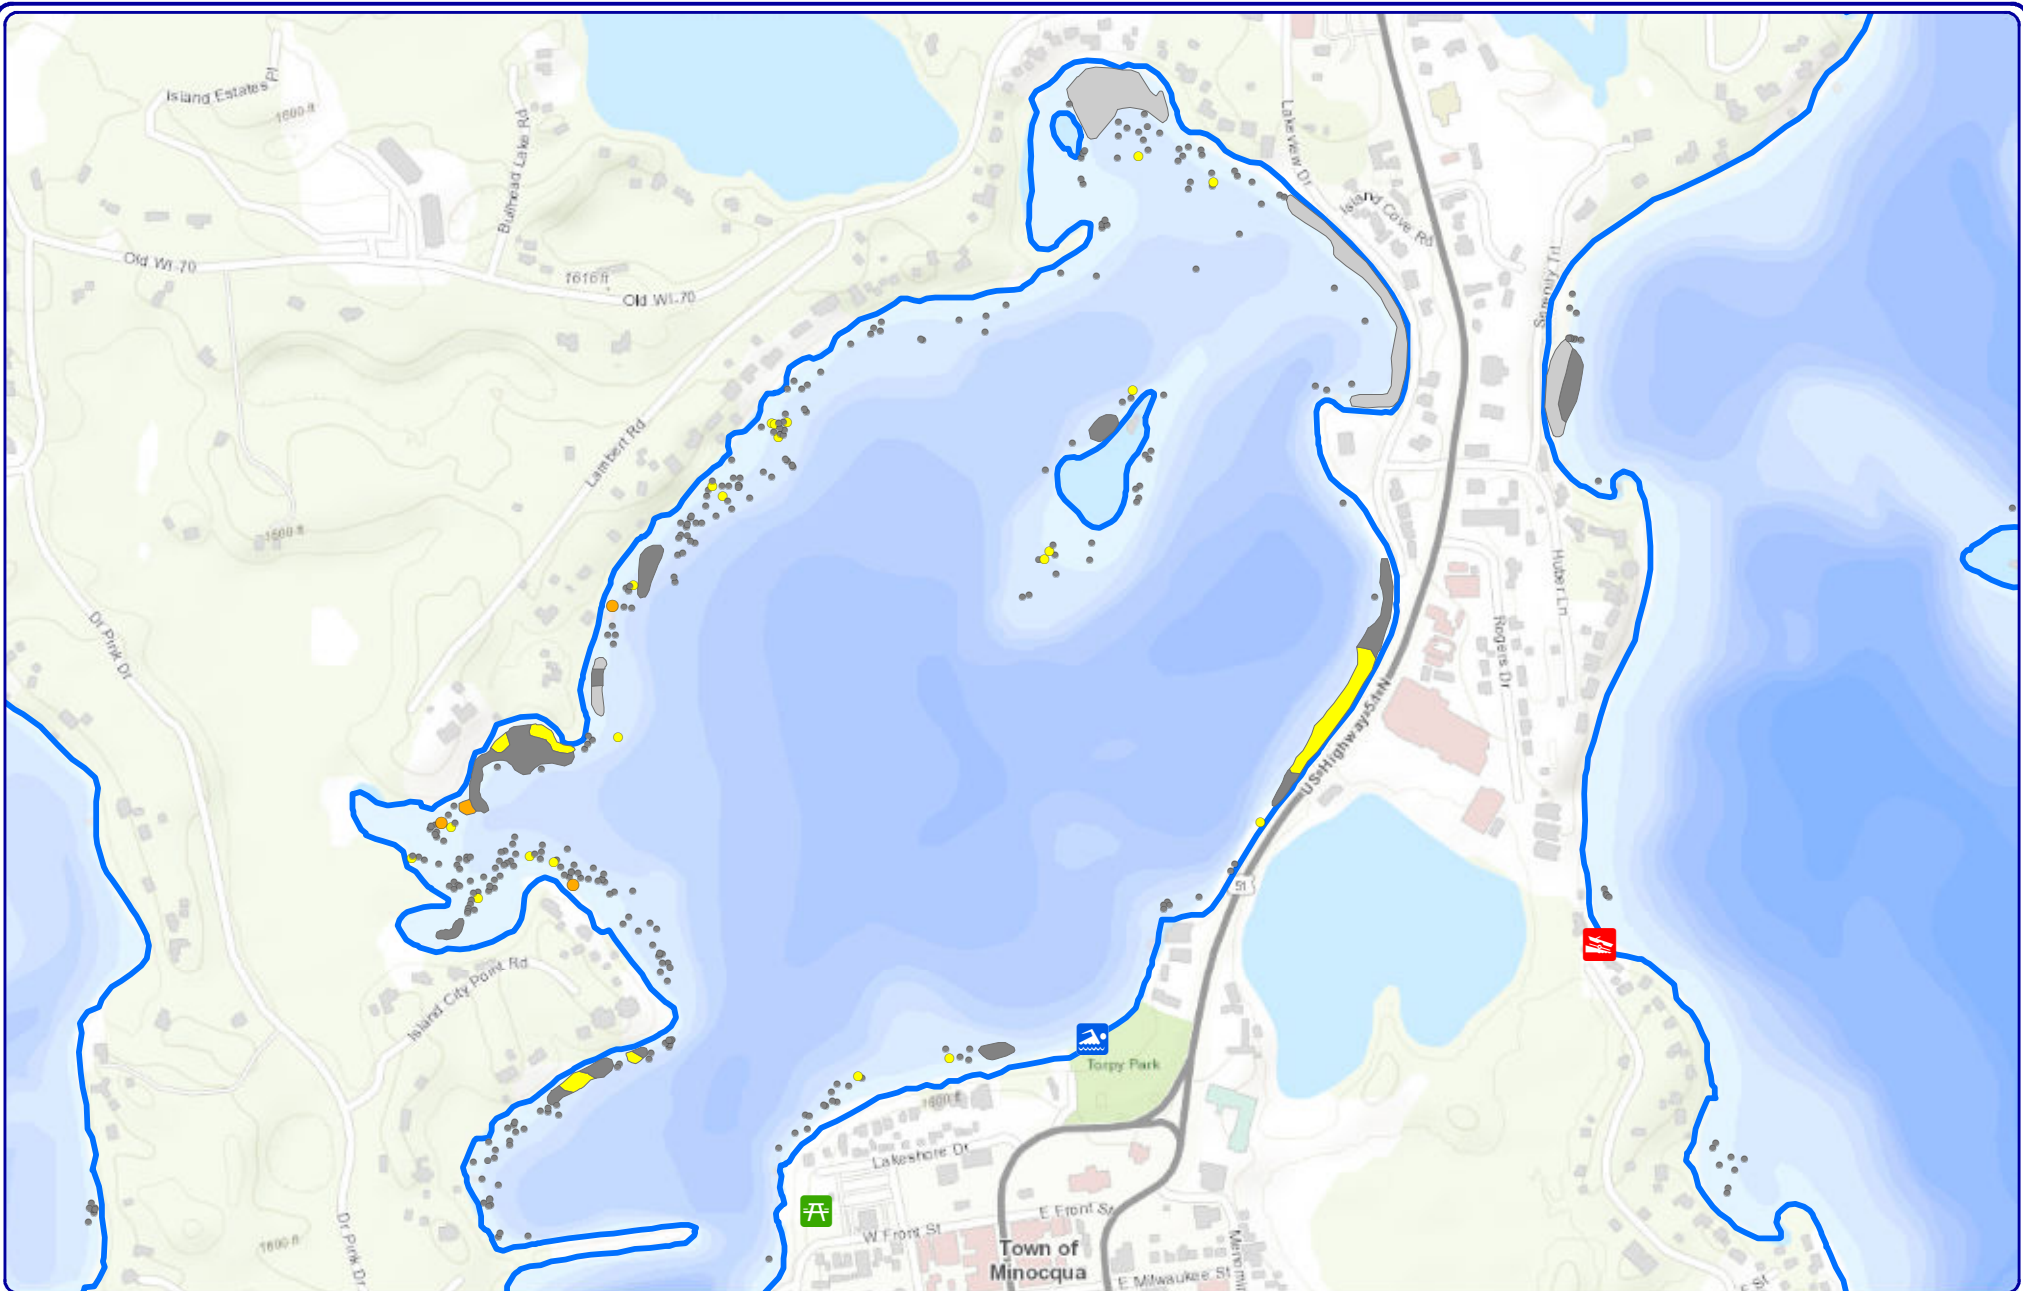 Island Estates Pl
1600 ft
Bullhead Lake Rd
Lakeview Dr
Island Cove Rd
Old WI-70
1616 ft
Old WI-70
Serenity Trl
Lambert Rd
1600 ft
Huber Ln
Dr Pink Dr
Rogers Dr
US Highway 51 N
51
Island City Point Rd
Torpy Park
1600 ft
Lakeshore Dr
E Front St
W Front St
Town of
Minocqua
1600 ft
Dr Pink Dr
E Milwaukee St